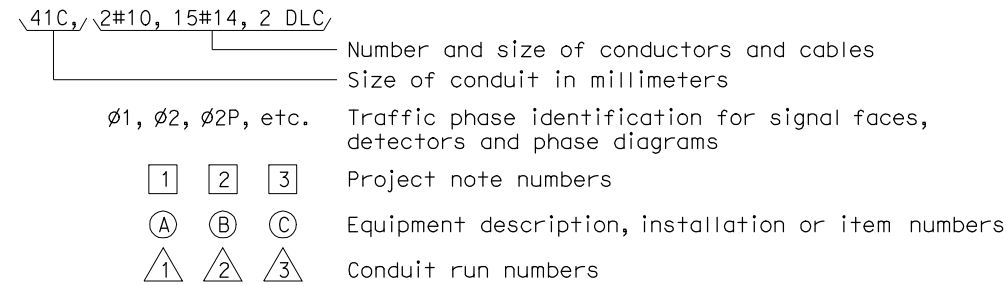 41C, 2#10, 15#14, 2 DLC
Number and size of conductors and cables
Size of conduit in millimeters
Ø1, Ø2, Ø2P, etc. Traffic phase identification for signal faces,
detectors and phase diagrams
1 2 3 Project note numbers
A B C Equipment description, installation or item numbers
1 2 3 Conduit run numbers